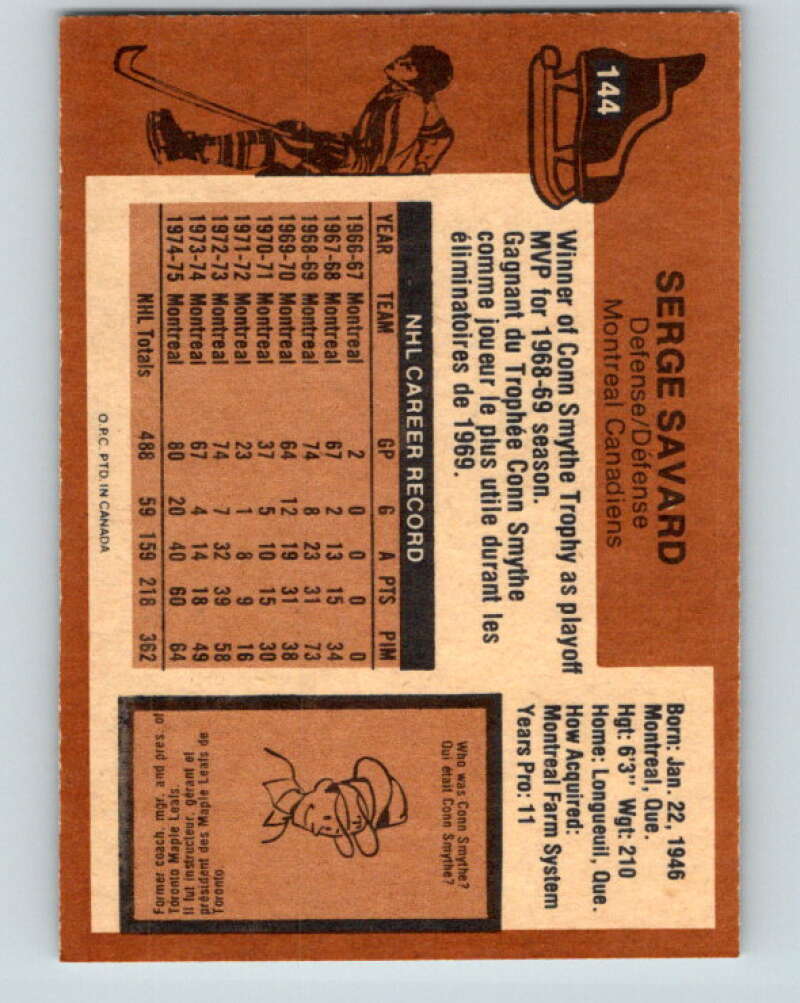 144
SERGE SAVARD
Defense/Défense
Montreal Canadiens
Winner of Conn Smythe Trophy as playoff
MVP for 1968-69 season.
Gagnant du Trophée Conn Smythe
comme joueur le plus utile durant les
éliminatoires de 1969.
Born: Jan. 22, 1946
Montreal, Que.
Hgt: 6'3" Wgt: 210
Home: Longueuil, Que.
How Acquired:
Montreal Farm System
Years Pro: 11
NHL CAREER RECORD
YEAR TEAM GP G A PTS PIM
1966-67 Montreal 2 0 0 0 0
1967-68 Montreal 67 2 13 15 34
1968-69 Montreal 74 8 23 31 73
1969-70 Montreal 64 12 19 31 38
1970-71 Montreal 37 5 10 15 30
1971-72 Montreal 23 1 8 9 16
1972-73 Montreal 74 7 32 39 58
1973-74 Montreal 67 4 14 18 49
1974-75 Montreal 80 20 40 60 64
NHL Totals 488 59 159 218 362
O.P.C. PTD. IN CANADA
Who was Conn Smythe?
Qui était Conn Smythe?
Former coach, mgr. and pres. of
Toronto Maple Leafs.
Il fut instructeur, gérant et
président des Maple Leafs de
Toronto